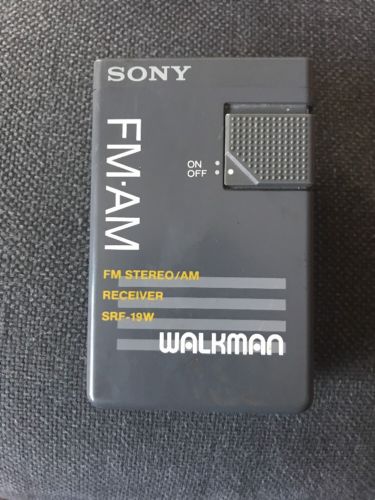 SONY
FM·AM
ON
OFF
FM STEREO/AM
RECEIVER
SRF-19W
WALKMAN